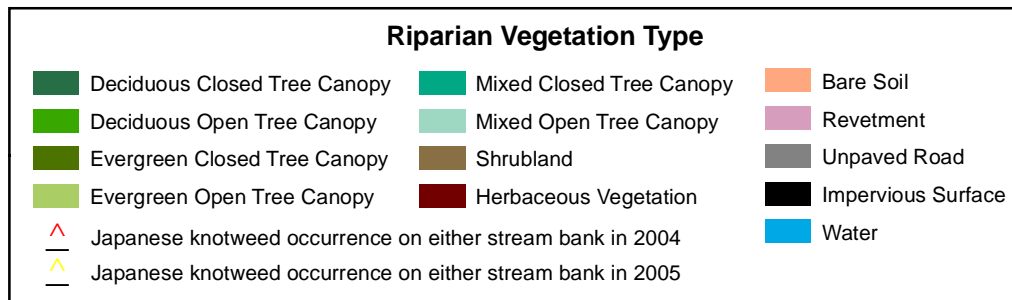 Riparian Vegetation Type
Deciduous Closed Tree Canopy
Deciduous Open Tree Canopy
Evergreen Closed Tree Canopy
Evergreen Open Tree Canopy
Mixed Closed Tree Canopy
Mixed Open Tree Canopy
Shrubland
Herbaceous Vegetation
Bare Soil
Revetment
Unpaved Road
Impervious Surface
Water
^ Japanese knotweed occurrence on either stream bank in 2004
^ Japanese knotweed occurrence on either stream bank in 2005